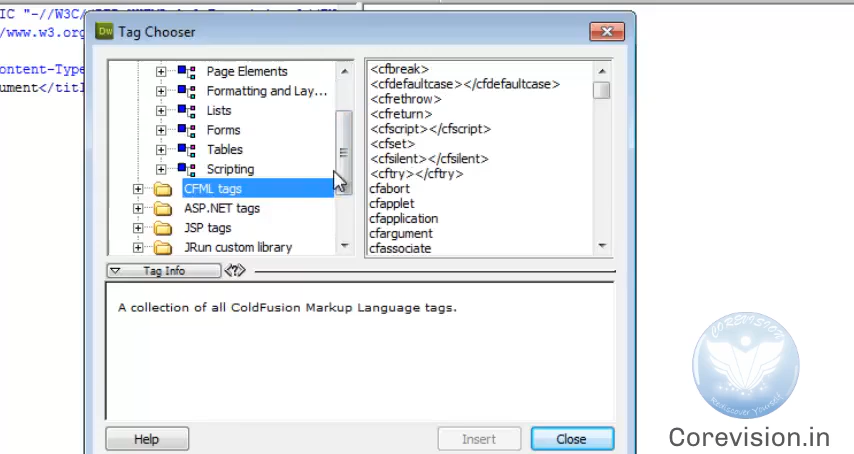 IC "-//W3C/
/www.w3.org
ontent-Type
ument</titl
Dw
Tag Chooser
Page Elements
Formatting and Lay...
Lists
Forms
Tables
Scripting
CFML tags
ASP.NET tags
JSP tags
JRun custom library
<cfbreak>
<cfdefaultcase></cfdefaultcase>
<cfrethrow>
<cfreturn>
<cfscript></cfscript>
<cfset>
<cfsilent></cfsilent>
<cftry></cftry>
cfabort
cfapplet
cfapplication
cfargument
cfassociate
Tag Info
A collection of all ColdFusion Markup Language tags.
Help
Insert
Close
COREVISION
Rediscover Yourself
Corevision.in